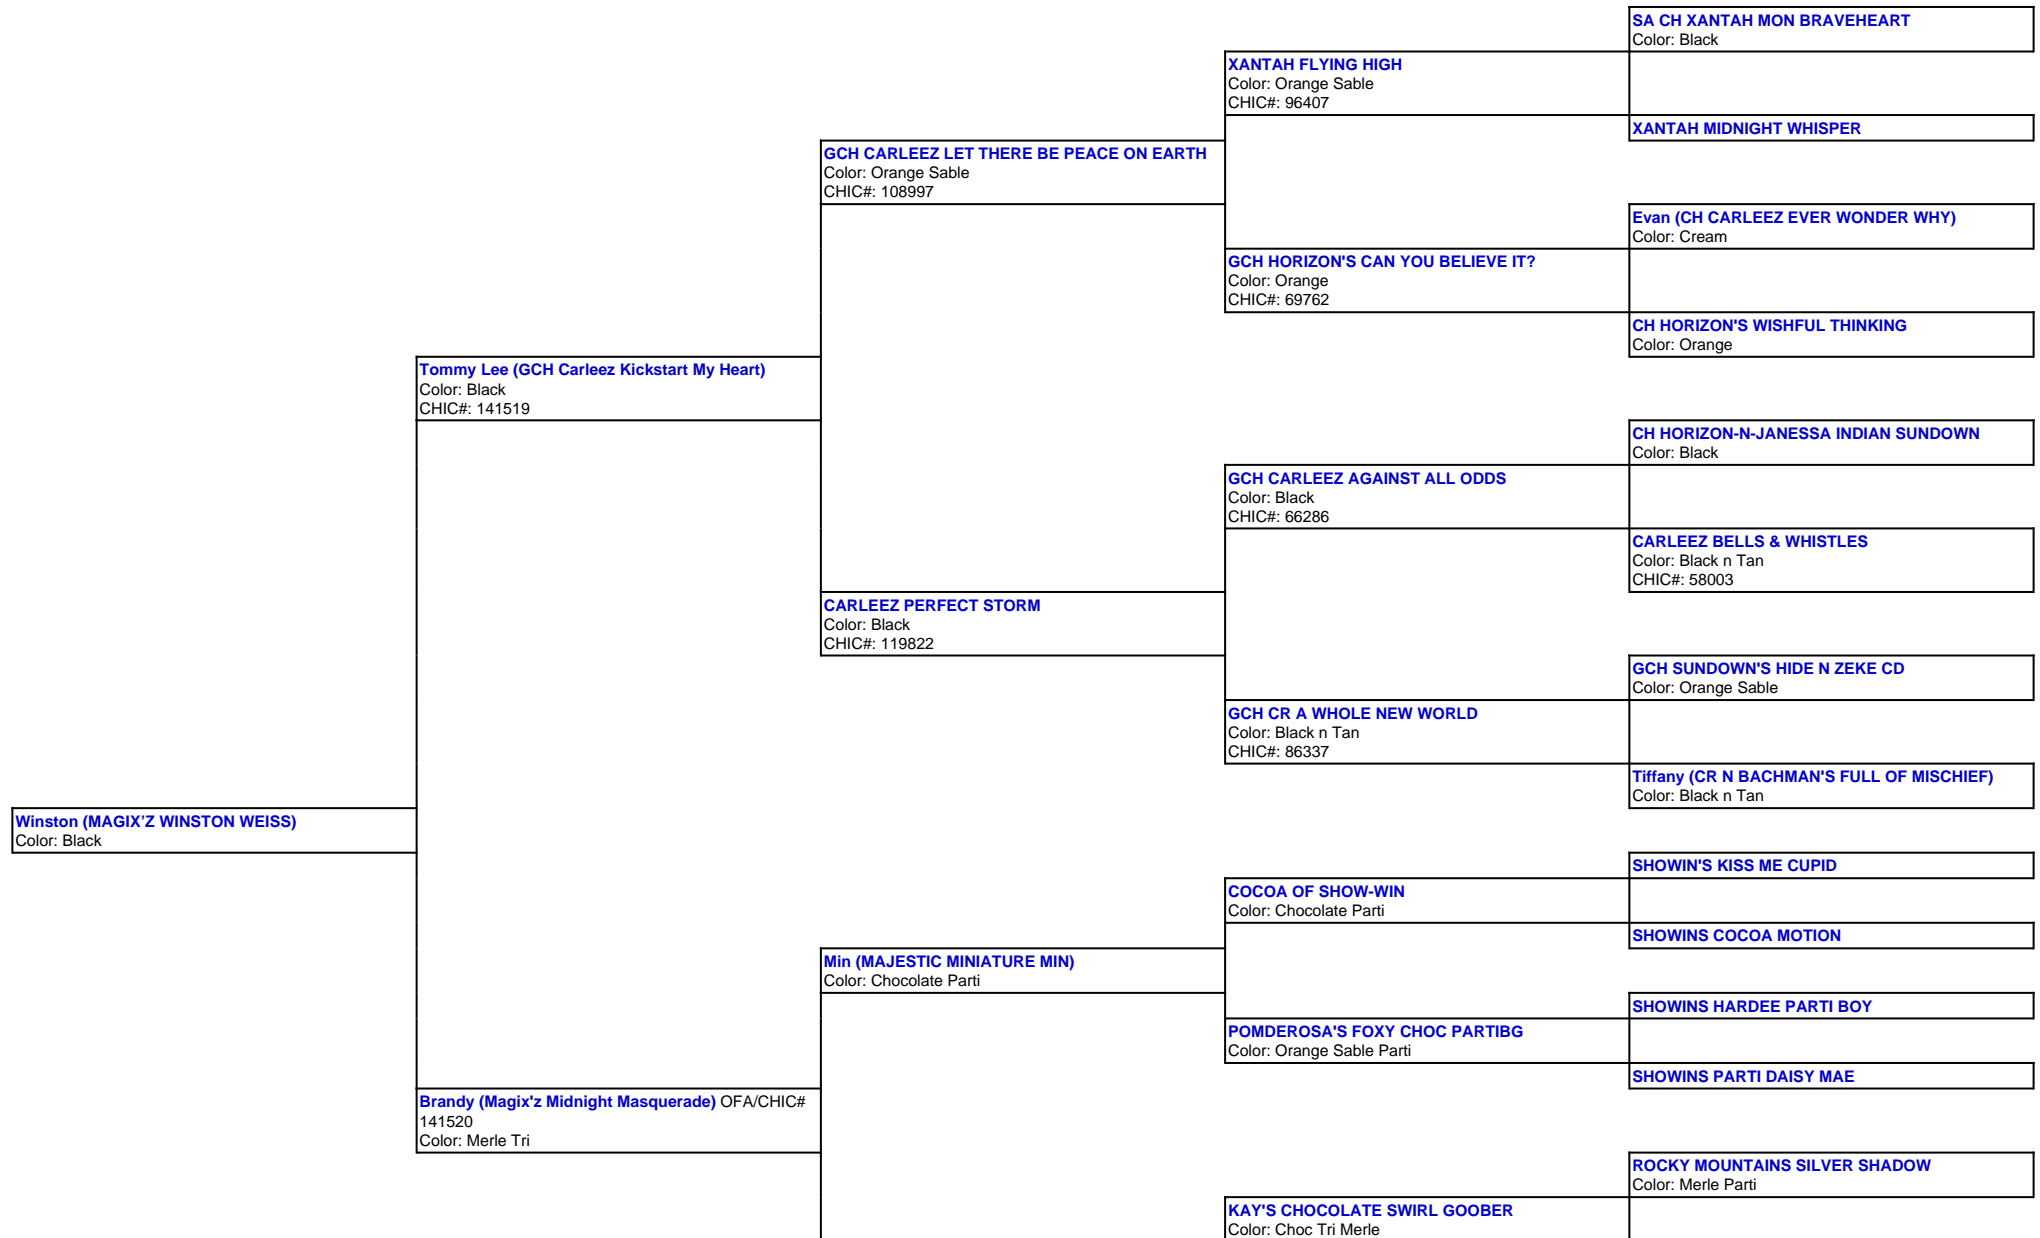 SA CH XANTAH MON BRAVEHEART
Color: Black
XANTAH FLYING HIGH
Color: Orange Sable
CHIC#: 96407
XANTAH MIDNIGHT WHISPER
GCH CARLEEZ LET THERE BE PEACE ON EARTH
Color: Orange Sable
CHIC#: 108997
Evan (CH CARLEEZ EVER WONDER WHY)
Color: Cream
GCH HORIZON'S CAN YOU BELIEVE IT?
Color: Orange
CHIC#: 69762
CH HORIZON'S WISHFUL THINKING
Color: Orange
Tommy Lee (GCH Carleez Kickstart My Heart)
Color: Black
CHIC#: 141519
CH HORIZON-N-JANESSA INDIAN SUNDOWN
Color: Black
GCH CARLEEZ AGAINST ALL ODDS
Color: Black
CHIC#: 66286
CARLEEZ BELLS & WHISTLES
Color: Black n Tan
CHIC#: 58003
CARLEEZ PERFECT STORM
Color: Black
CHIC#: 119822
GCH SUNDOWN'S HIDE N ZEKE CD
Color: Orange Sable
GCH CR A WHOLE NEW WORLD
Color: Black n Tan
CHIC#: 86337
Tiffany (CR N BACHMAN'S FULL OF MISCHIEF)
Color: Black n Tan
Winston (MAGIX’Z WINSTON WEISS)
Color: Black
SHOWIN'S KISS ME CUPID
COCOA OF SHOW-WIN
Color: Chocolate Parti
SHOWINS COCOA MOTION
Min (MAJESTIC MINIATURE MIN)
Color: Chocolate Parti
SHOWINS HARDEE PARTI BOY
POMDEROSA'S FOXY CHOC PARTIBG
Color: Orange Sable Parti
SHOWINS PARTI DAISY MAE
Brandy (Magix'z Midnight Masquerade) OFA/CHIC#
141520
Color: Merle Tri
ROCKY MOUNTAINS SILVER SHADOW
Color: Merle Parti
KAY'S CHOCOLATE SWIRL GOOBER
Color: Choc Tri Merle